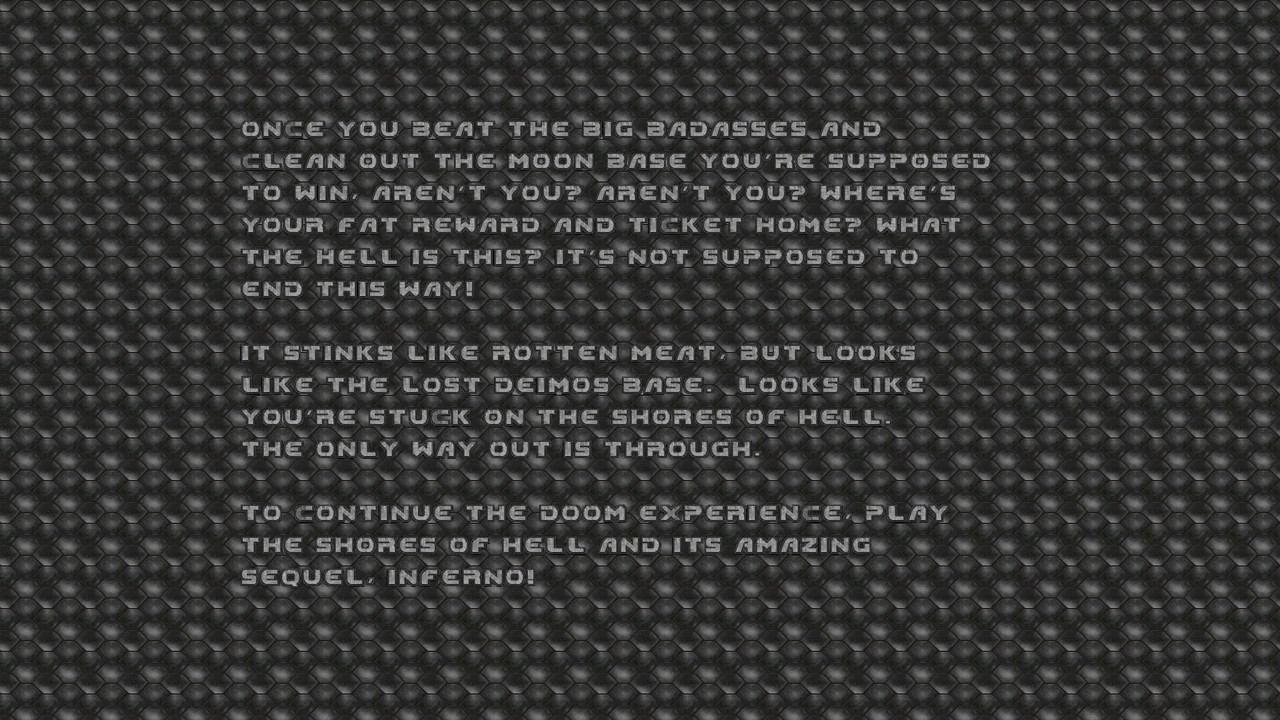 ONCE YOU BEAT THE BIG BADASSES AND
CLEAN OUT THE MOON BASE YOU'RE SUPPOSED
TO WIN, AREN'T YOU? AREN'T YOU? WHERE'S
YOUR FAT REWARD AND TICKET HOME? WHAT
THE HELL IS THIS? IT'S NOT SUPPOSED TO
END THIS WAY!
IT STINKS LIKE ROTTEN MEAT, BUT LOOKS
LIKE THE LOST DEIMOS BASE.  LOOKS LIKE
YOU'RE STUCK ON THE SHORES OF HELL.
THE ONLY WAY OUT IS THROUGH.
TO CONTINUE THE DOOM EXPERIENCE, PLAY
THE SHORES OF HELL AND ITS AMAZING
SEQUEL, INFERNO!